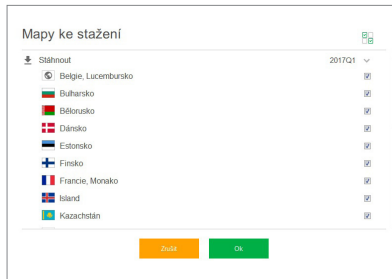 Mapy ke stažení
Stáhnout 2017Q1
Belgie, Lucembursko
Bulharsko
Bělorusko
Dánsko
Estonsko
Finsko
Francie, Monako
Island
Kazachstán
Zrušit Ok